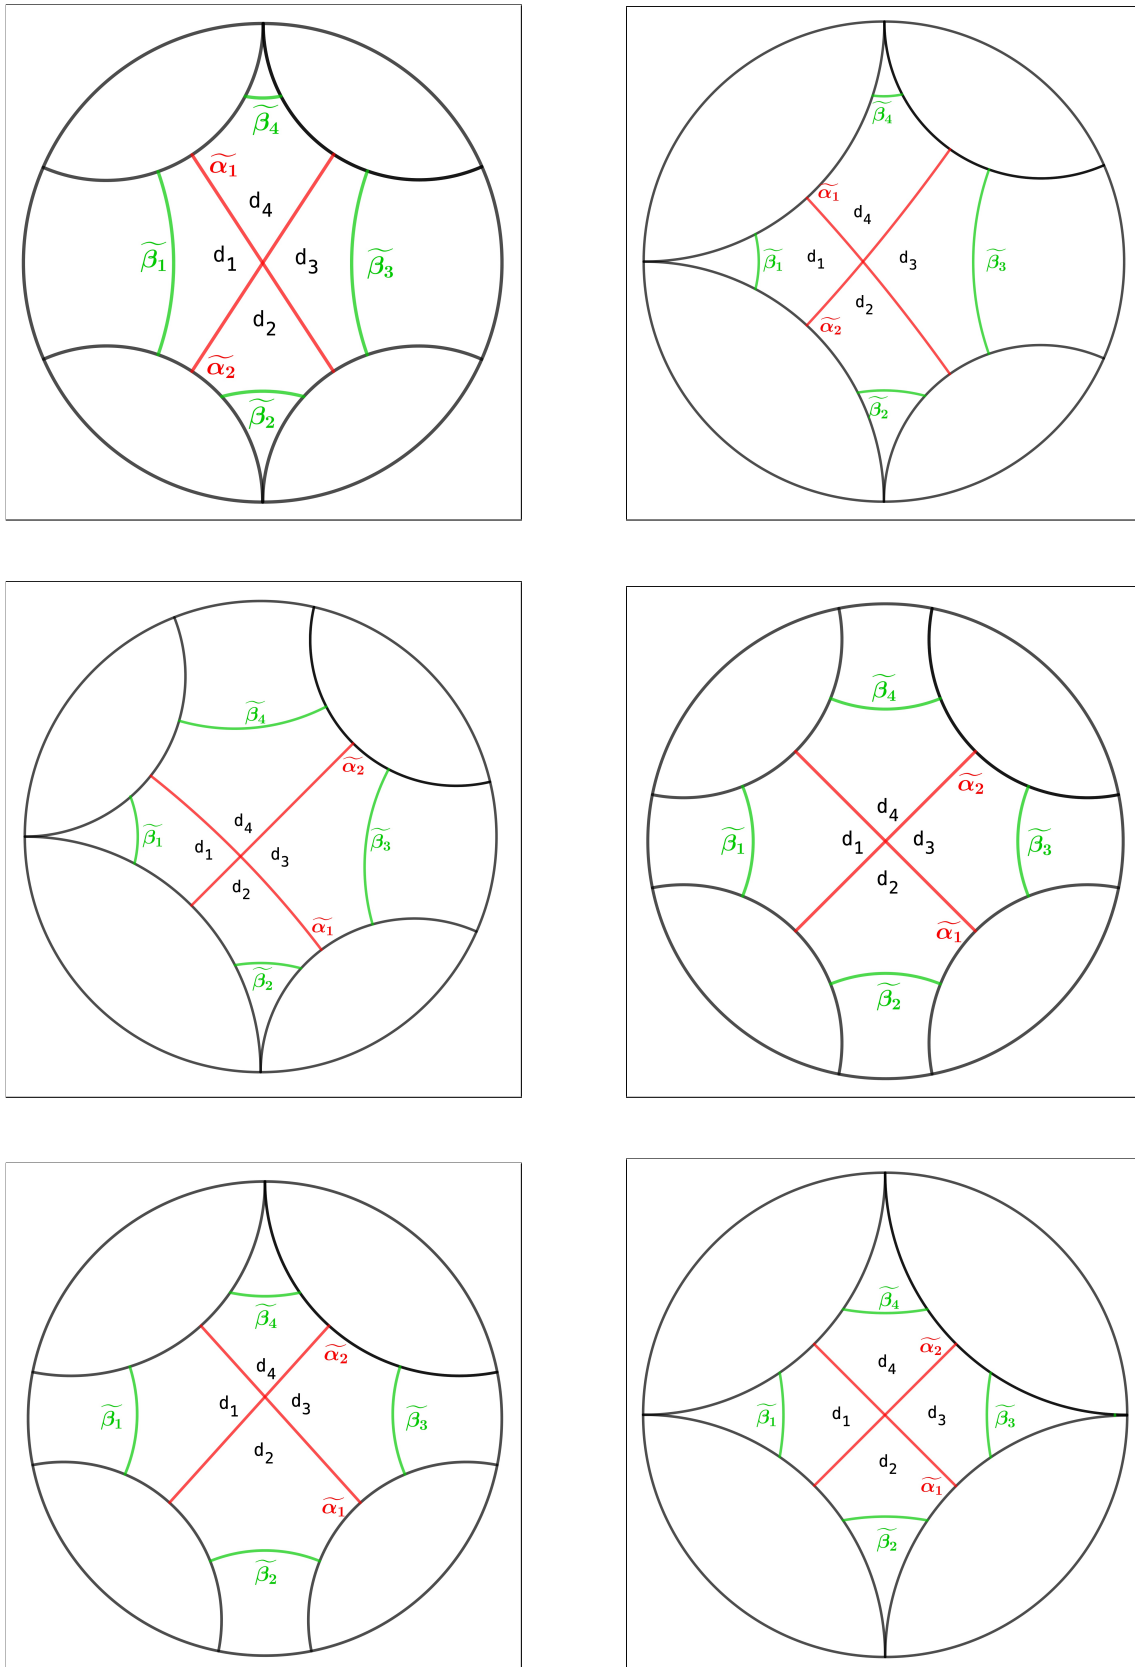 β̃₄
α̃₁
d₄
β̃₁ d₁ d₃ β̃₃
d₂
α̃₂
β̃₂
β̃₄
α̃₁
d₄
β̃₁ d₁ d₃ β̃₃
d₂
α̃₂
β̃₂
β̃₄
α̃₂
d₄
β̃₁ d₁ d₃ β̃₃
d₂
α̃₁
β̃₂
β̃₄
α̃₂
d₄
β̃₁ d₁ d₃ β̃₃
d₂
α̃₁
β̃₂
β̃₄
α̃₂
d₄
β̃₁ d₁ d₃ β̃₃
d₂
α̃₁
β̃₂
β̃₄
α̃₂
d₄
β̃₁ d₁ d₃ β̃₃
d₂
α̃₁
β̃₂